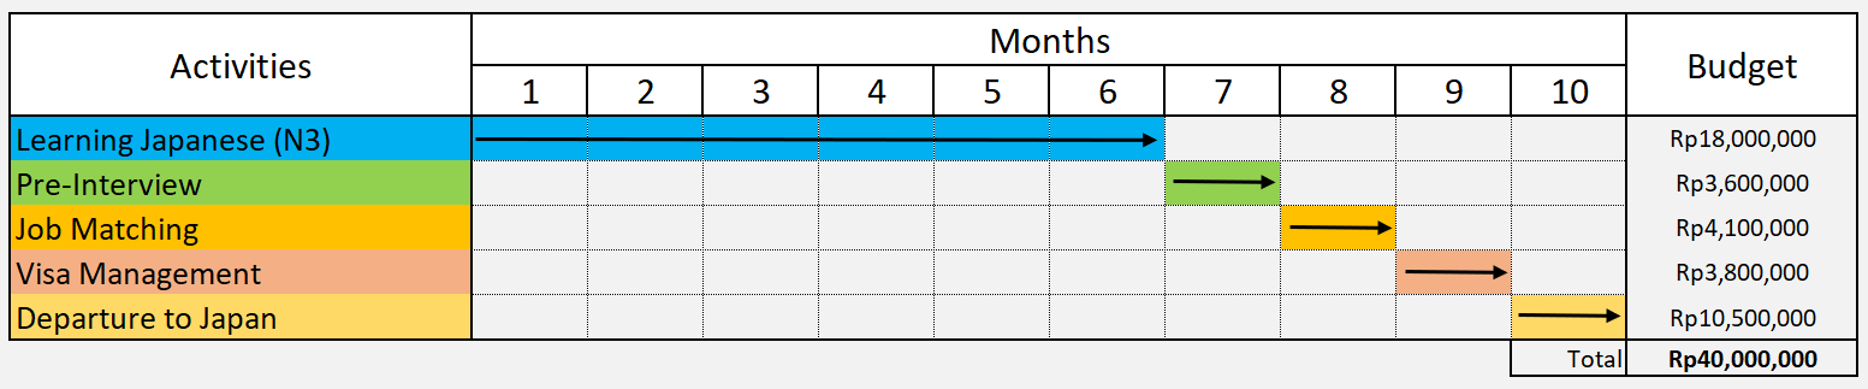 Activities Months Budget
1 2 3 4 5 6 7 8 9 10
Learning Japanese (N3) Rp18,000,000
Pre-Interview Rp3,600,000
Job Matching Rp4,100,000
Visa Management Rp3,800,000
Departure to Japan Rp10,500,000
Total Rp40,000,000